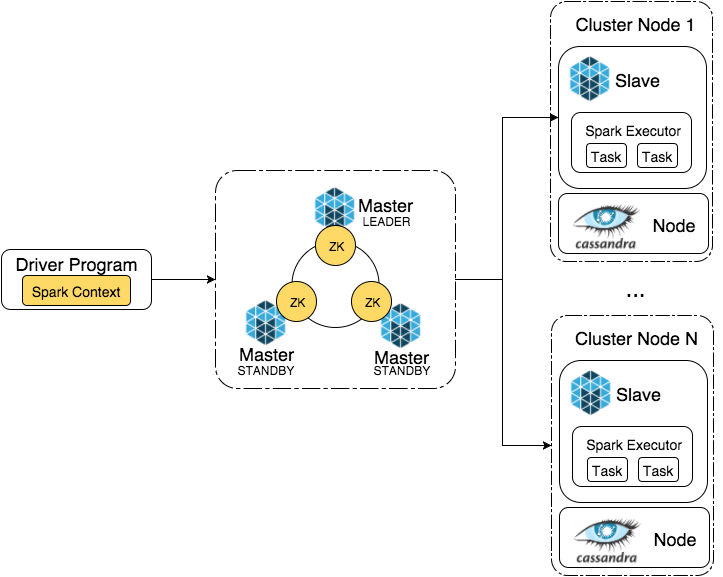 Driver Program
Spark Context
Master
LEADER
ZK
ZK
ZK
Master
STANDBY
Master
STANDBY
Cluster Node 1
Slave
Spark Executor
Task Task
cassandra
Node
...
Cluster Node N
Slave
Spark Executor
Task Task
cassandra
Node